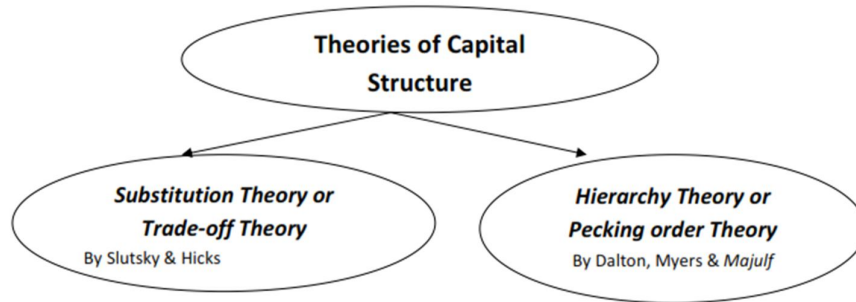 Theories of Capital
Structure
Substitution Theory or
Trade-off Theory
By Slutsky & Hicks
Hierarchy Theory or
Pecking order Theory
By Dalton, Myers & Majulf